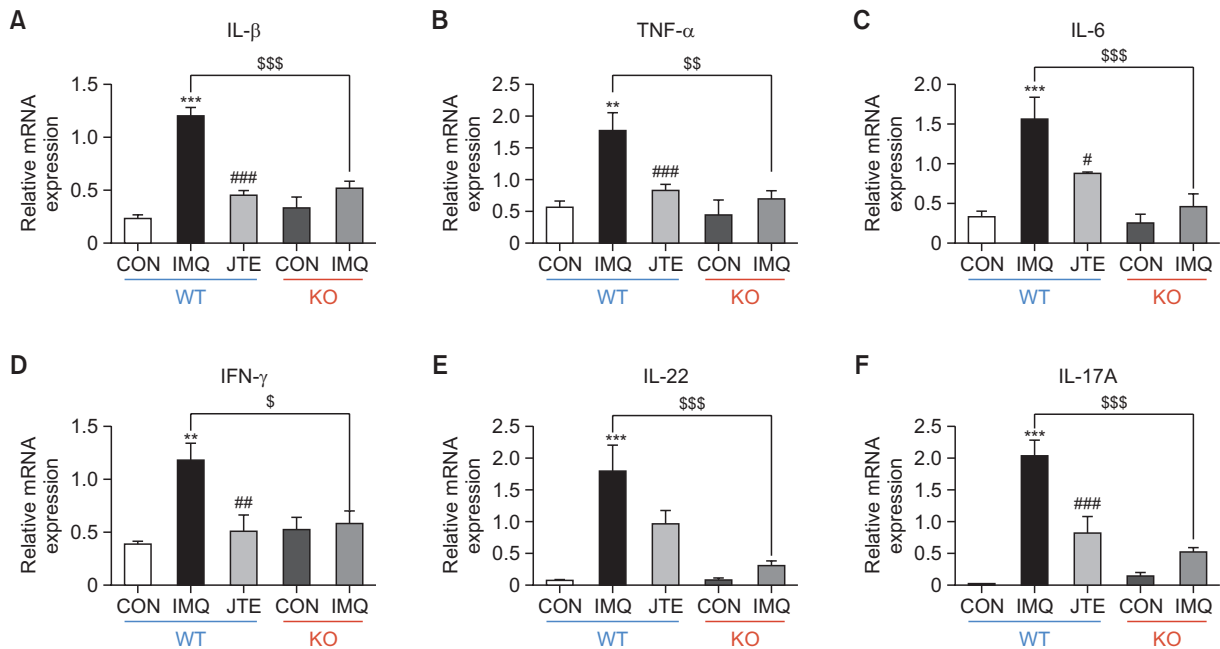 A
IL-β
$$$
Relative mRNA
expression
1.5
1.0
0.5
0
***
###
CON IMQ JTE CON IMQ
WT KO
B
TNF-α
$$
Relative mRNA
expression
2.5
2.0
1.5
1.0
0.5
0
**
###
CON IMQ JTE CON IMQ
WT KO
C
IL-6
$$$
Relative mRNA
expression
2.0
1.5
1.0
0.5
0
***
#
CON IMQ JTE CON IMQ
WT KO
D
IFN-γ
$
Relative mRNA
expression
1.5
1.0
0.5
0
**
##
CON IMQ JTE CON IMQ
WT KO
E
IL-22
$$$
Relative mRNA
expression
2.5
2.0
1.5
1.0
0.5
0
***
CON IMQ JTE CON IMQ
WT KO
F
IL-17A
$$$
Relative mRNA
expression
2.5
2.0
1.5
1.0
0.5
0
***
###
CON IMQ JTE CON IMQ
WT KO